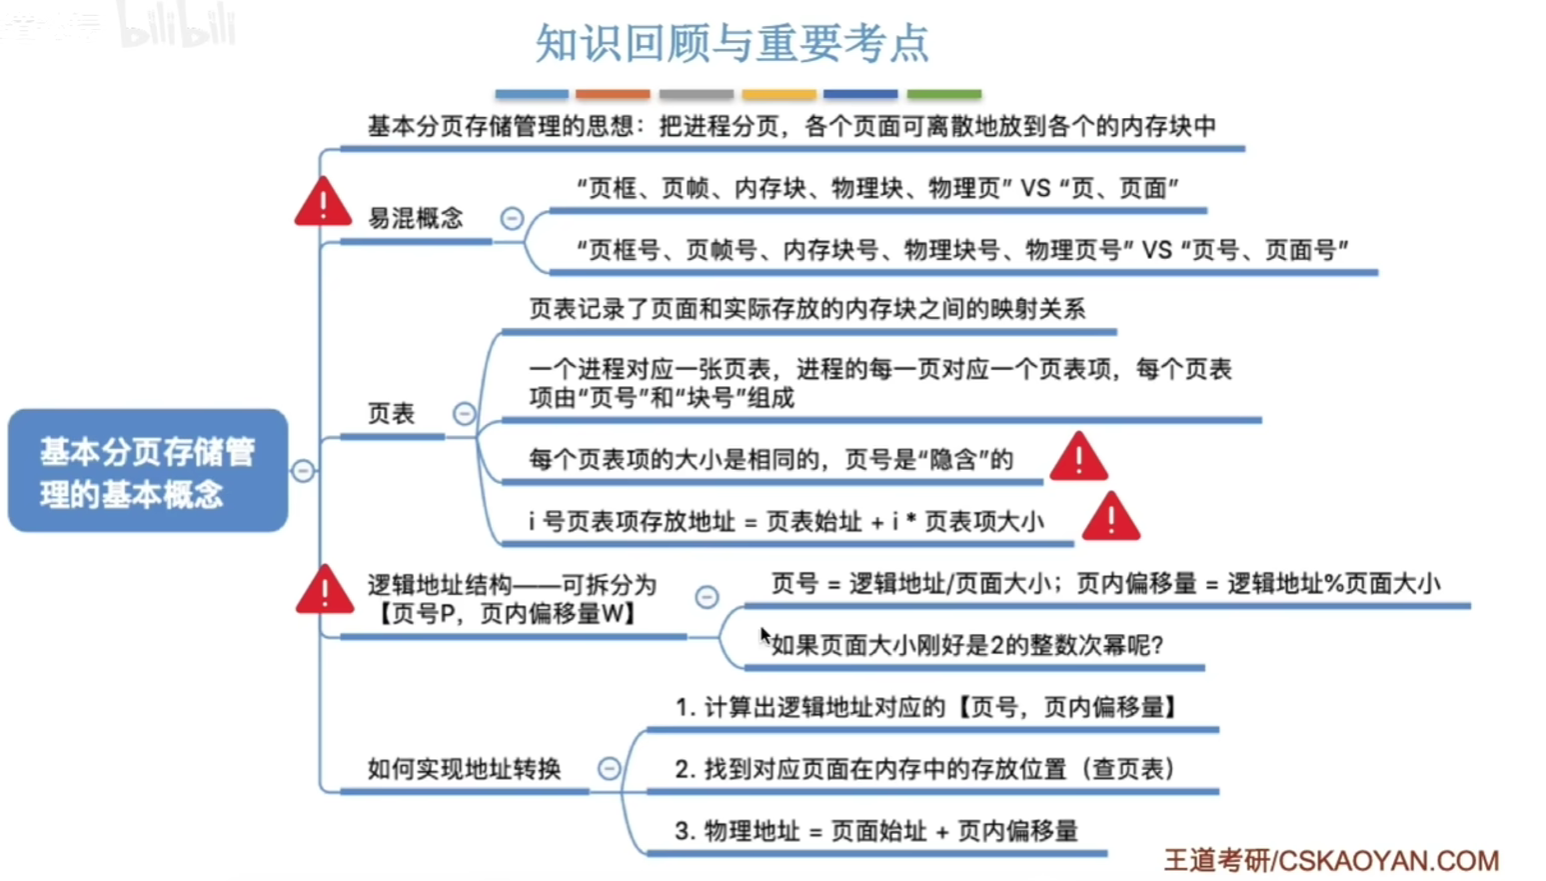 bilibili
知识回顾与重要考点
基本分页存储管理的思想：把进程分页，各个页面可离散地放到各个的内存块中
易混概念
“页框、页帧、内存块、物理块、物理页” VS “页、页面”
“页框号、页帧号、内存块号、物理块号、物理页号” VS “页号、页面号”
页表
页表记录了页面和实际存放的内存块之间的映射关系
一个进程对应一张页表，进程的每一页对应一个页表项，每个页表
项由“页号”和“块号”组成
每个页表项的大小是相同的，页号是“隐含”的
i 号页表项存放地址 = 页表始址 + i * 页表项大小
基本分页存储管
理的基本概念
逻辑地址结构——可拆分为
【页号P，页内偏移量W】
页号 = 逻辑地址/页面大小；页内偏移量 = 逻辑地址%页面大小
如果页面大小刚好是2的整数次幂呢？
如何实现地址转换
1. 计算出逻辑地址对应的【页号，页内偏移量】
2. 找到对应页面在内存中的存放位置（查页表）
3. 物理地址 = 页面始址 + 页内偏移量
王道考研/CSKAOYAN.COM